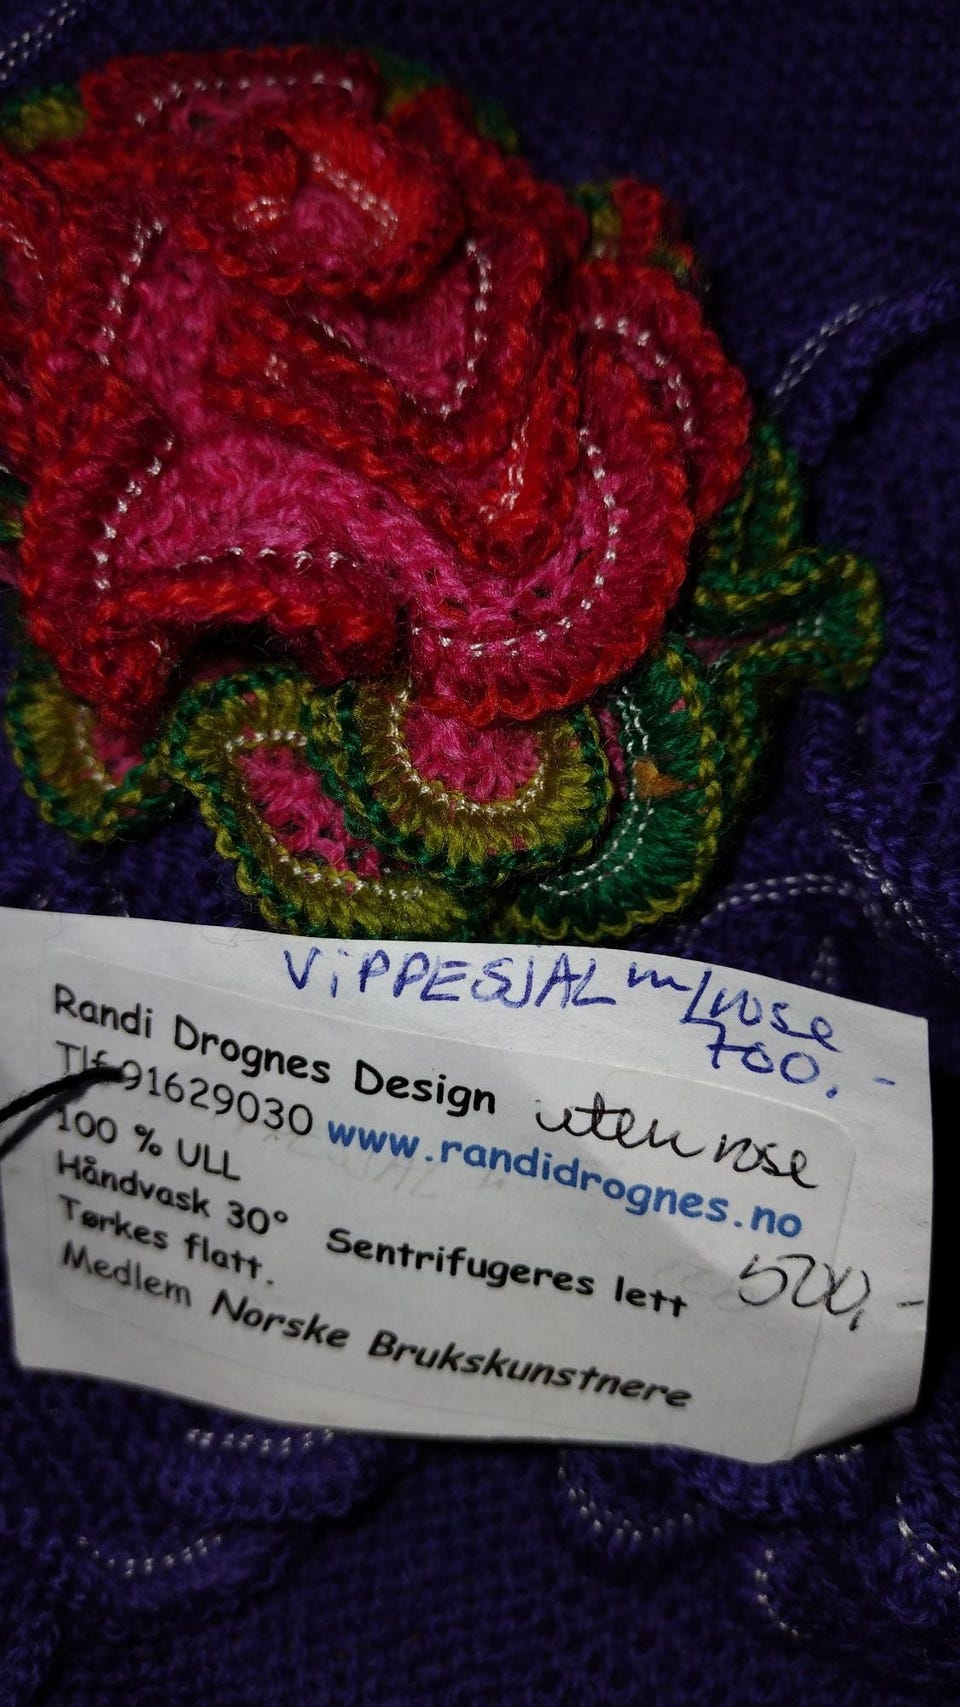 ViPPESJAL m/rose
700,-
Randi Drognes Design uten rose
Tlf 91629030 www.randidrognes.no
100 % ULL
Håndvask 30° Sentrifugeres lett 500,-
Tørkes flatt.
Medlem Norske Brukskunstnere